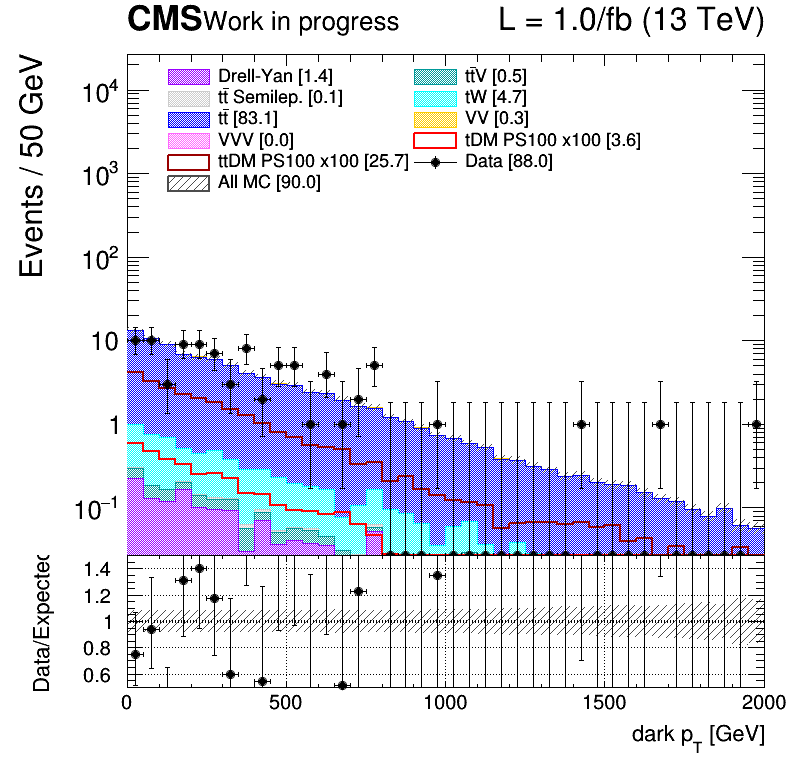 CMS Work in progress L = 1.0/fb (13 TeV)
Events / 50 GeV
Drell-Yan [1.4] tt̄V [0.5]
tt̄ Semilep. [0.1] tW [4.7]
tt̄ [83.1] VV [0.3]
VVV [0.0] tDM PS100 x100 [3.6]
ttDM PS100 x100 [25.7] Data [88.0]
All MC [90.0]
10⁴
10³
10²
10
1
10⁻¹
Data/Expected
1.4
1.2
1
0.8
0.6
0 500 1000 1500 2000
dark p_T [GeV]